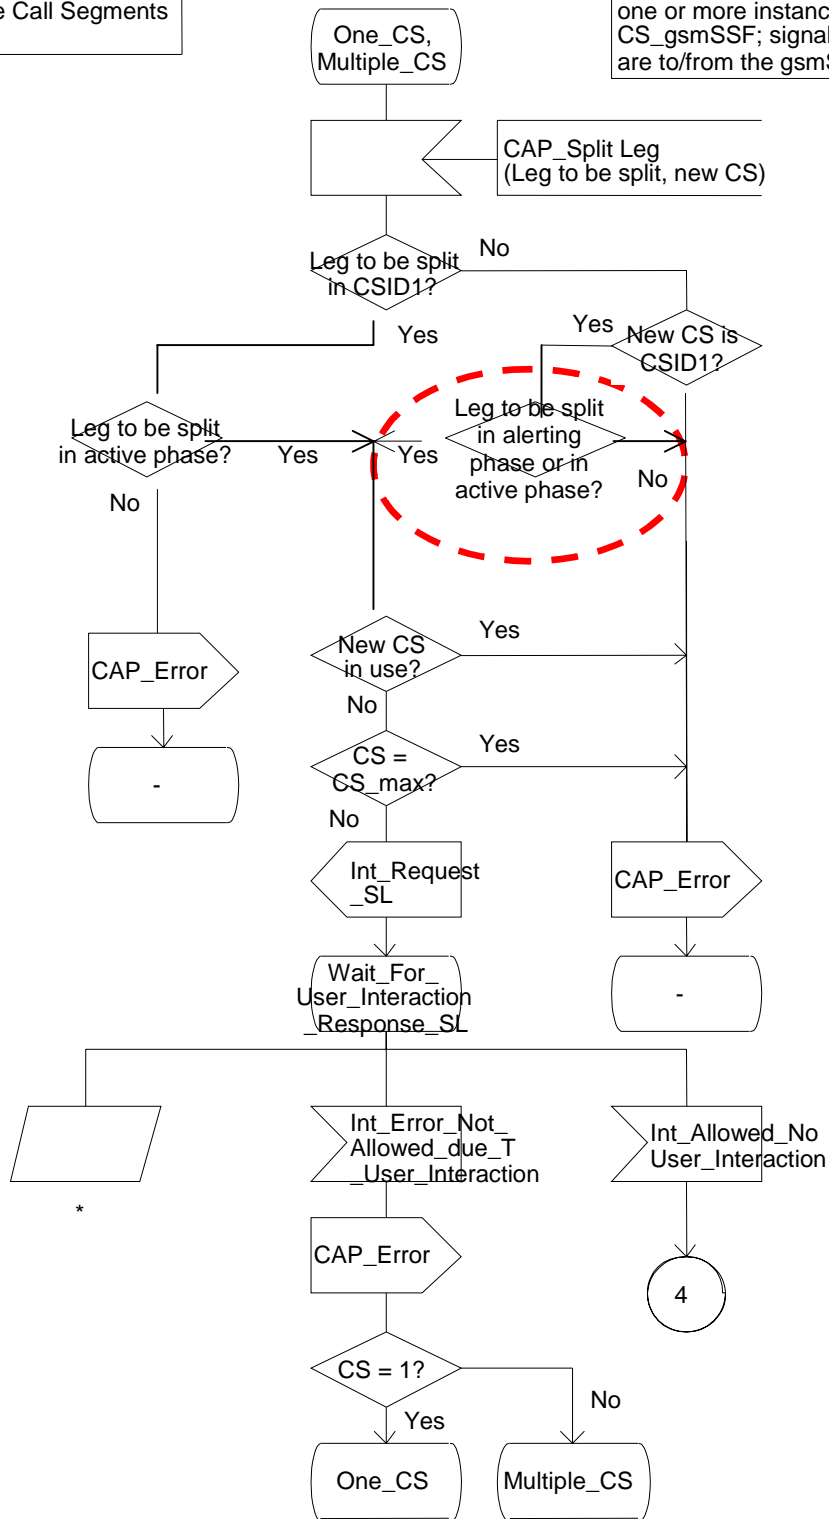 e Call Segments
one or more instanc
CS_gsmSSF; signal
are to/from the gsmS
One_CS,
Multiple_CS
CAP_Split Leg
(Leg to be split, new CS)
Leg to be split
in CSID1?
No
Yes
Yes
New CS is
CSID1?
Leg to be split
in active phase?
Yes
No
Yes
Leg to be split
in alerting
phase or in
active phase?
No
CAP_Error
-
New CS
in use?
Yes
No
CS =
CS_max?
Yes
No
Int_Request
_SL
CAP_Error
-
Wait_For_
User_Interaction
_Response_SL
*
Int_Error_Not_
Allowed_due_T
_User_Interaction
Int_Allowed_No
User_Interaction
CAP_Error
4
CS = 1?
No
Yes
One_CS
Multiple_CS